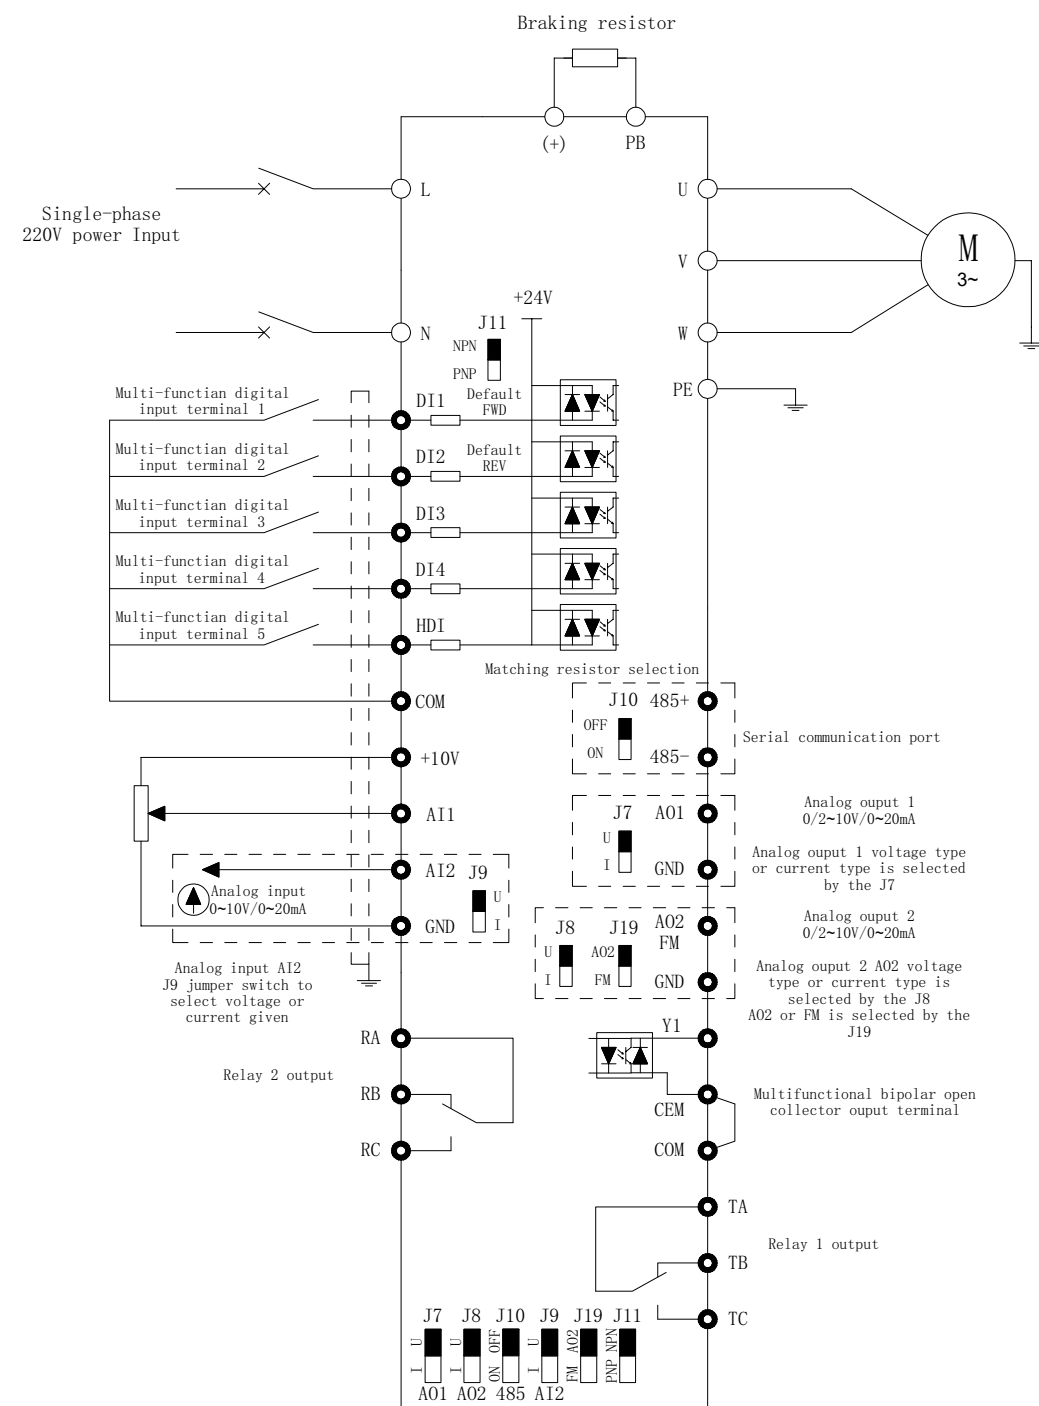 Braking resistor
(+)
PB
L
U
Single-phase
220V power Input
V
M
3~
+24V
N
J11
NPN
PNP
W
PE
Multi-functian digital
input terminal 1
DI1
Default
FWD
Multi-functian digital
input terminal 2
DI2
Default
REV
Multi-functian digital
input terminal 3
DI3
Multi-functian digital
input terminal 4
DI4
Multi-functian digital
input terminal 5
HDI
Matching resistor selection
COM
J10
485+
OFF
ON
485-
Serial communication port
+10V
AI1
J7
AO1
U
I
GND
Analog ouput 1
0/2~10V/0~20mA
Analog ouput 1 voltage type
or current type is selected
by the J7
AI2
J9
U
I
Analog input
0~10V/0~20mA
GND
Analog input AI2
J9 jumper switch to
select voltage or
current given
J8
J19
AO2
FM
U
I
AO2
FM
GND
Analog ouput 2
0/2~10V/0~20mA
Analog ouput 2 AO2 voltage
type or current type is
selected by the J8
AO2 or FM is selected by the
J19
RA
Relay 2 output
RB
RC
Y1
CEM
COM
Multifunctional bipolar open
collector ouput terminal
TA
Relay 1 output
TB
TC
J7 J8 J10 J9 J19 J11
I U
I U
ON OFF
I U
FM AO2
PNP NPN
AO1 AO2 485 AI2